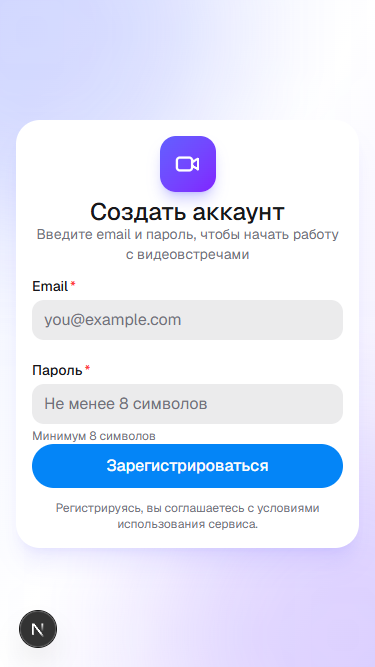 Создать аккаунт
Введите email и пароль, чтобы начать работу
с видеовстречами
Email *
you@example.com
Пароль *
Не менее 8 символов
Минимум 8 символов
Зарегистрироваться
Регистрируясь, вы соглашаетесь с условиями
использования сервиса.
N